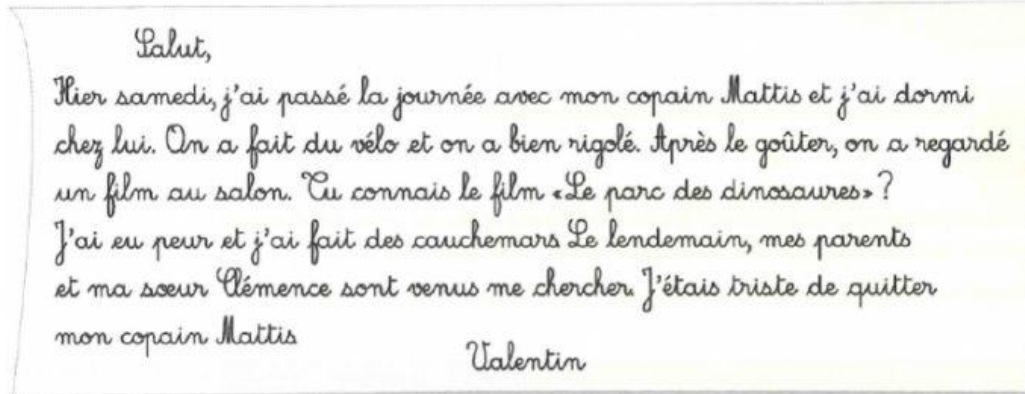 Salut,
Hier samedi, j'ai passé la journée avec mon copain Mattis et j'ai dormi
chez lui. On a fait du vélo et on a bien rigolé. Après le goûter, on a regardé
un film au salon. Tu connais le film «Le parc des dinosaures» ?
J'ai eu peur et j'ai fait des cauchemars Le lendemain, mes parents
et ma sœur Clémence sont venus me chercher. J'étais triste de quitter
mon copain Mattis
Valentin